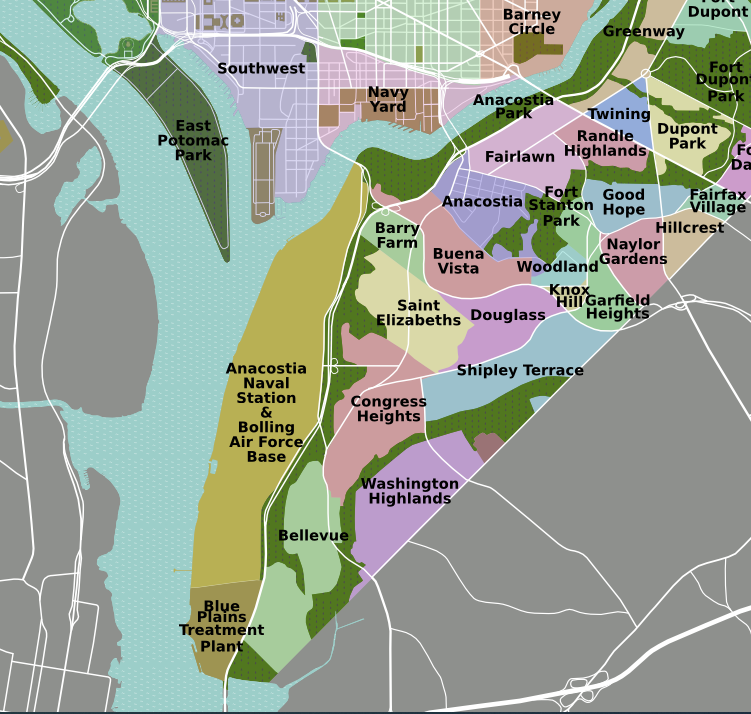 Fort
Dupont
Barney
Circle
Greenway
Southwest
Fort
Dupont
Park
Navy
Yard
Anacostia
Park
Twining
East
Potomac
Park
Randle
Highlands
Dupont
Park
Fo
Da
Fairlawn
Anacostia
Fort
Stanton
Park
Good
Hope
Fairfax
Village
Barry
Farm
Hillcrest
Buena
Vista
Naylor
Gardens
Woodland
Knox
Hill
Garfield
Heights
Saint
Elizabeths
Douglass
Anacostia
Naval
Station
&
Bolling
Air Force
Base
Shipley Terrace
Congress
Heights
Washington
Highlands
Bellevue
Blue
Plains
Treatment
Plant